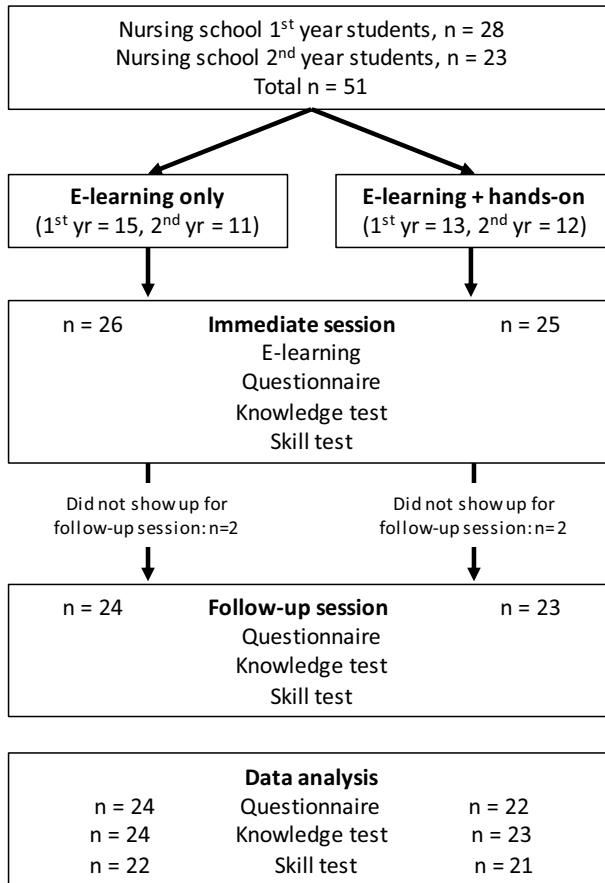 Nursing school 1st year students, n = 28
Nursing school 2nd year students, n = 23
Total n = 51
E-learning only
(1st yr = 15, 2nd yr = 11)
E-learning + hands-on
(1st yr = 13, 2nd yr = 12)
n = 26 Immediate session n = 25
E-learning
Questionnaire
Knowledge test
Skill test
Did not show up for
follow-up session: n=2
Did not show up for
follow-up session: n=2
n = 24 Follow-up session n = 23
Questionnaire
Knowledge test
Skill test
Data analysis
n = 24 Questionnaire n = 22
n = 24 Knowledge test n = 23
n = 22 Skill test n = 21